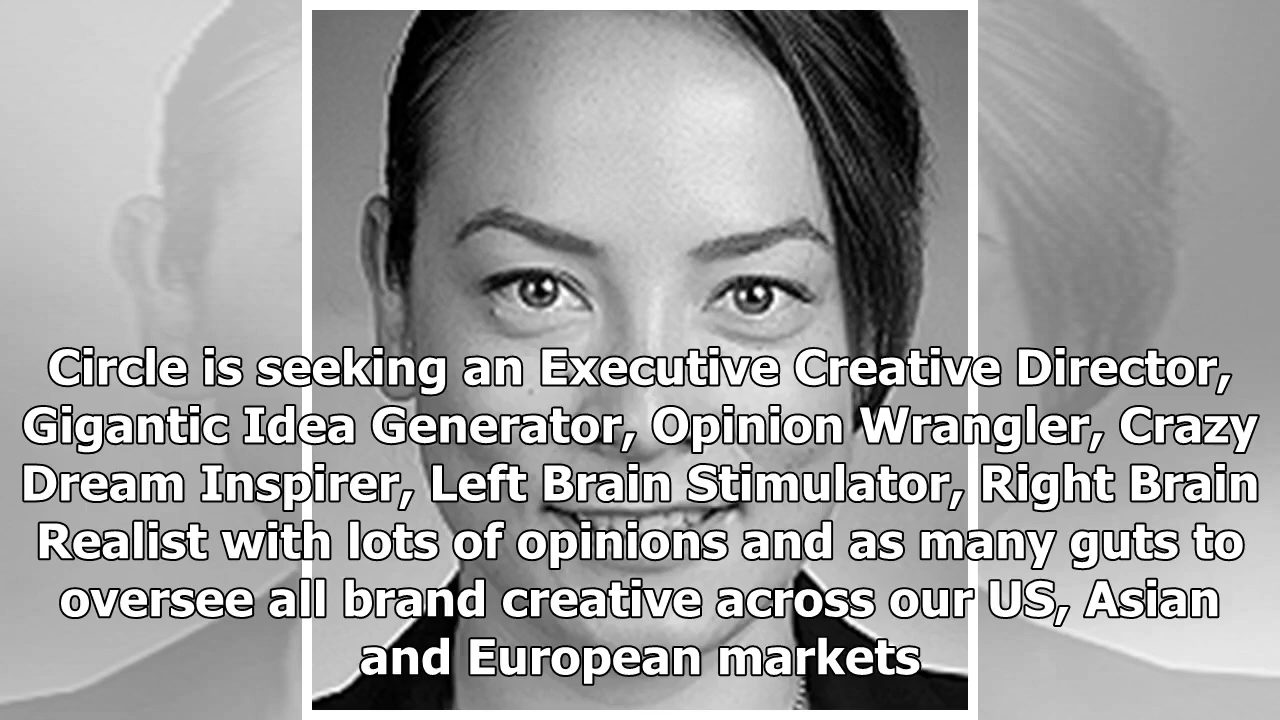 Circle is seeking an Executive Creative Director,
Gigantic Idea Generator, Opinion Wrangler, Crazy
Dream Inspirer, Left Brain Stimulator, Right Brain
Realist with lots of opinions and as many guts to
oversee all brand creative across our US, Asian
and European markets